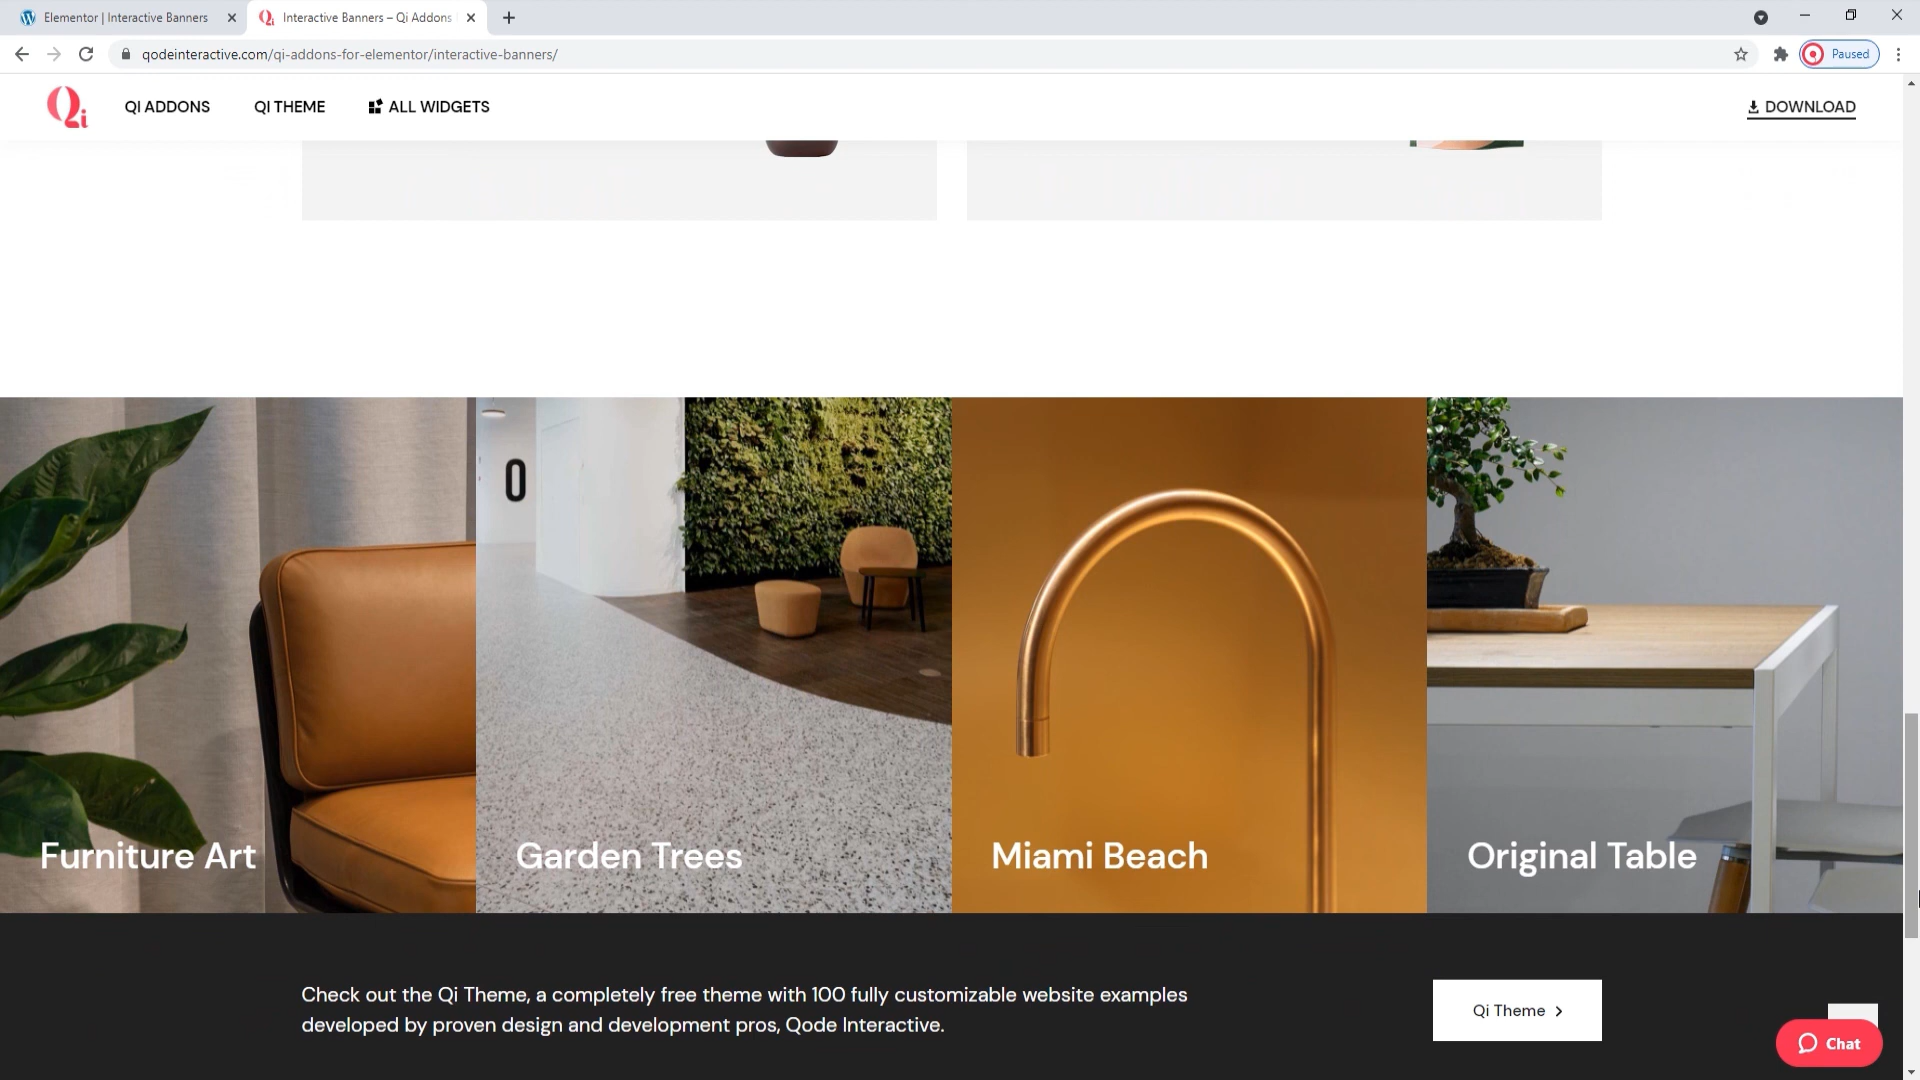 Elementor | Interactive Banners
Interactive Banners – Qi Addons
qodeinteractive.com/qi-addons-for-elementor/interactive-banners/
Paused
Qi
QI ADDONS
QI THEME
ALL WIDGETS
DOWNLOAD
0
Furniture Art
Garden Trees
Miami Beach
Original Table
Check out the Qi Theme, a completely free theme with 100 fully customizable website examples
developed by proven design and development pros, Qode Interactive.
Qi Theme
Chat